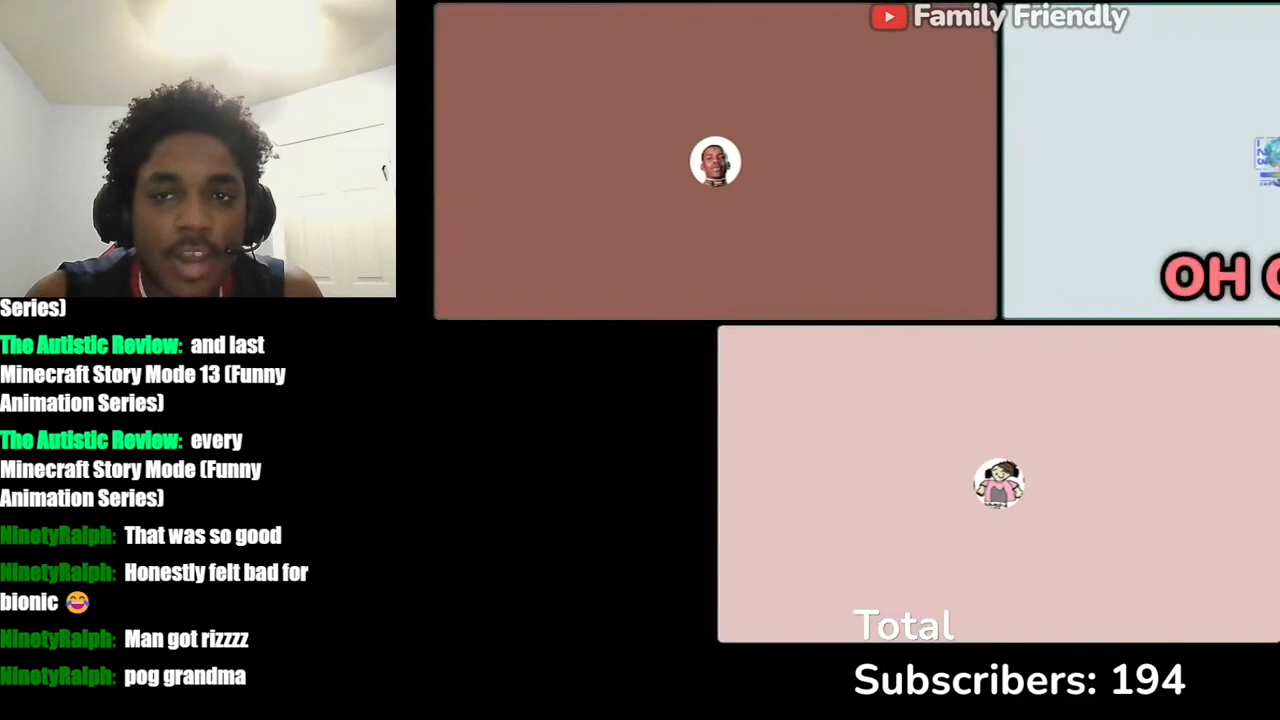 Family Friendly
OH
Series)
The Autistic Review: and last
Minecraft Story Mode 13 (Funny
Animation Series)
The Autistic Review: every
Minecraft Story Mode (Funny
Animation Series)
NinetyRalph: That was so good
NinetyRalph: Honestly felt bad for
bionic 😂
NinetyRalph: Man got rizzzz
NinetyRalph: pog grandma
Total
Subscribers: 194